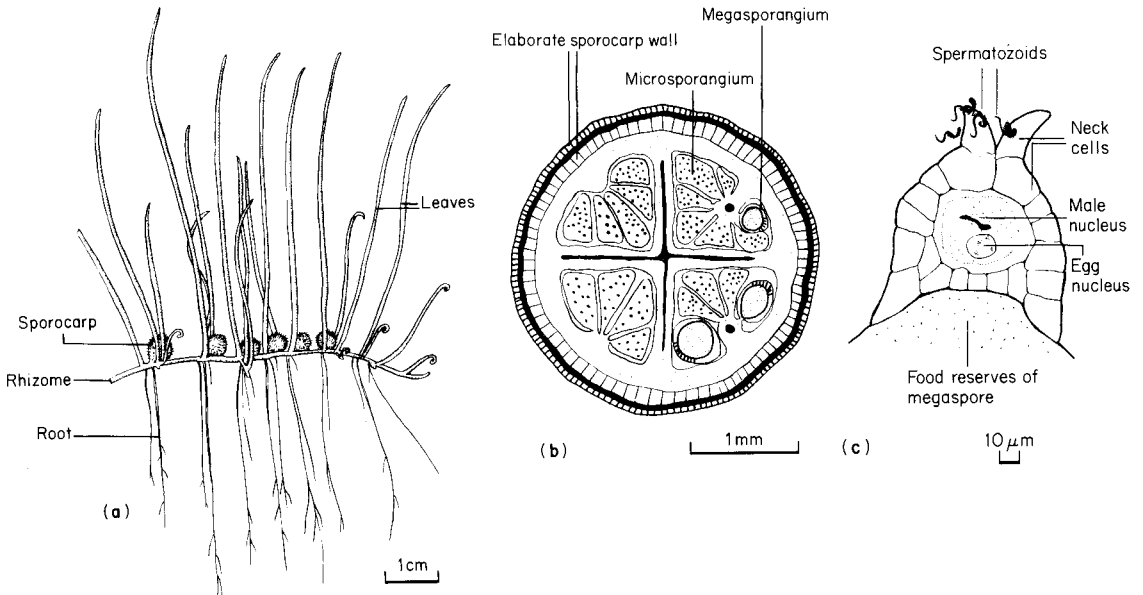 Leaves
Sporocarp
Rhizome
Root
(a)
1cm
Megasporangium
Elaborate sporocarp wall
Microsporangium
(b)
1mm
Spermatozoids
Neck
cells
Male
nucleus
Egg
nucleus
Food reserves of
megaspore
(c)
10 μm